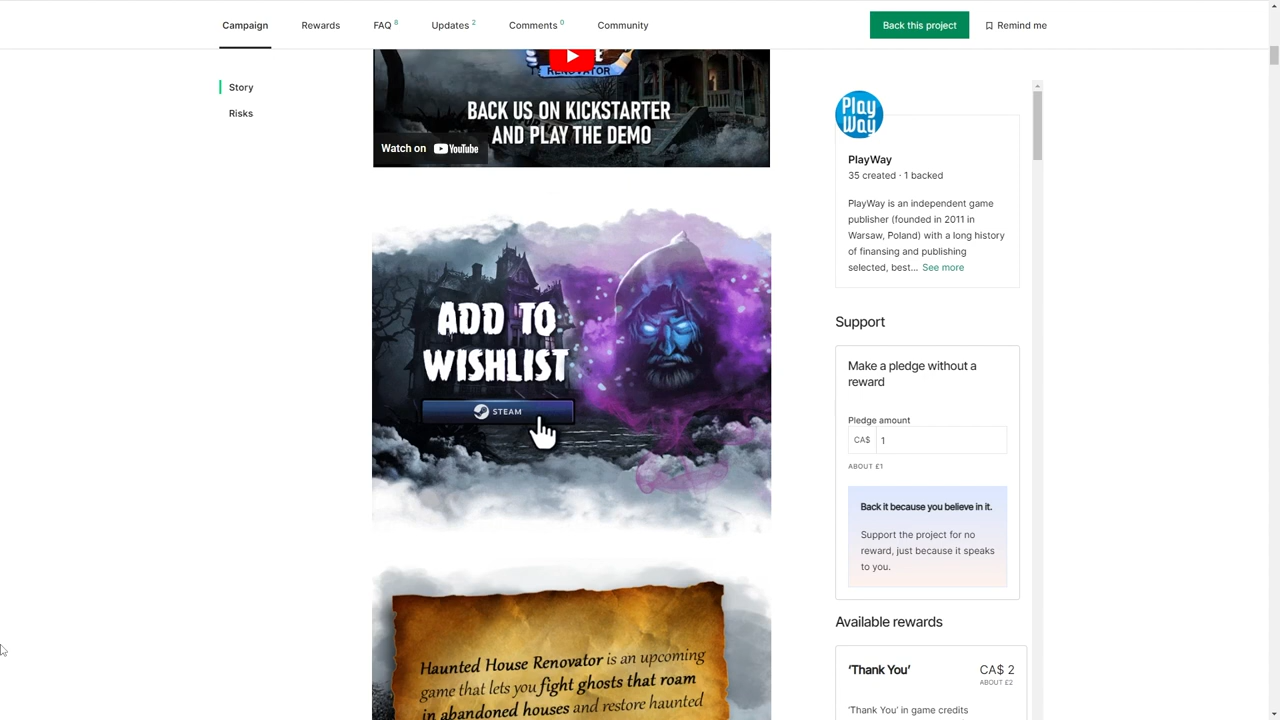 Campaign
Rewards
FAQ 8
Updates 2
Comments 0
Community
Back this project
Remind me
Story
Risks
RENOVATOR
BACK US ON KICKSTARTER
AND PLAY THE DEMO
Watch on YouTube
ADD TO
WISHLIST
STEAM
Haunted House Renovator is an upcoming
game that lets you fight ghosts that roam
in abandoned houses and restore haunted
Play
Way
PlayWay
35 created · 1 backed
PlayWay is an independent game
publisher (founded in 2011 in
Warsaw, Poland) with a long history
of finansing and publishing
selected, best... See more
Support
Make a pledge without a
reward
Pledge amount
CA$ 1
ABOUT £1
Back it because you believe in it.
Support the project for no
reward, just because it speaks
to you.
Available rewards
‘Thank You’ CA$ 2
ABOUT £2
‘Thank You’ in game credits